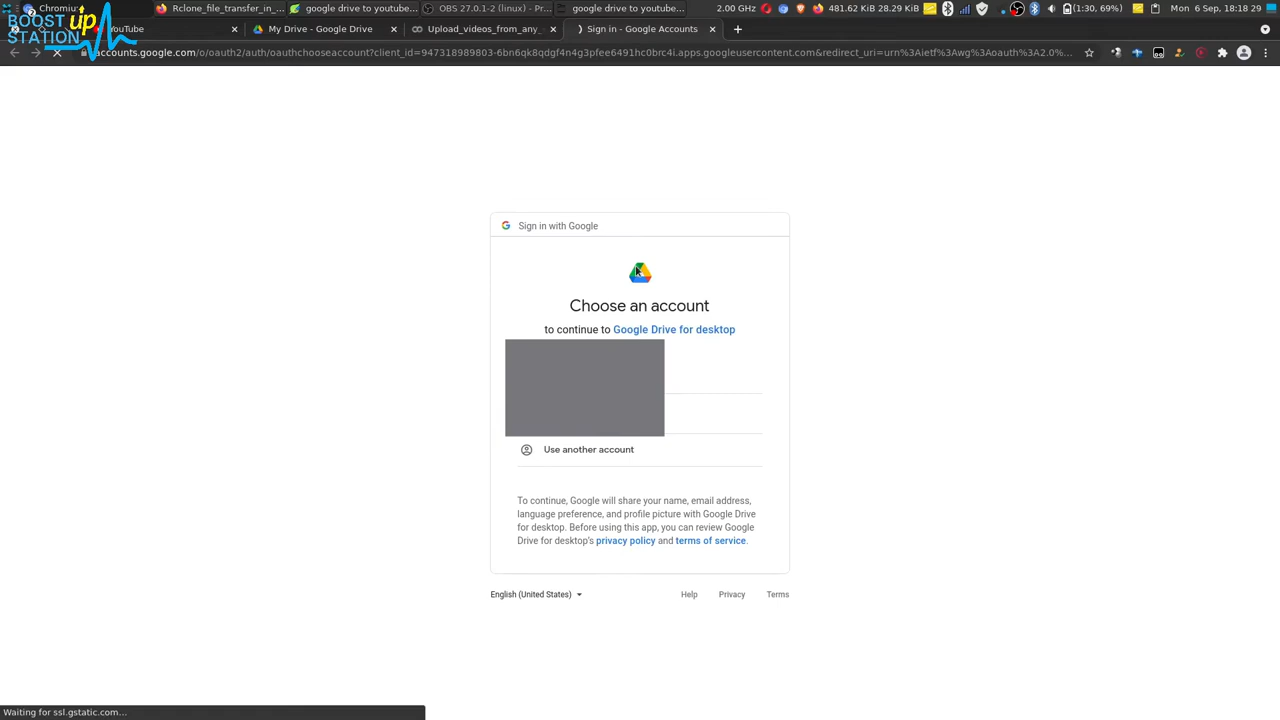 Chromiu
Rclone_file_transfer_in_...
google drive to youtube...
OBS 27.0.1-2 (linux) - Pr...
google drive to youtube...
2.00 GHz
481.62 KiB 28.29 KiB
(1:30, 69%)
Mon 6 Sep, 18:18 29
BOOST up
STATION
YouTube
My Drive - Google Drive
Upload_videos_from_any_
Sign in - Google Accounts
accounts.google.com/o/oauth2/auth/oauthchooseaccount?client_id=947318989803-6bn6qk8qdgf4n4g3pfee6491hc0brc4i.apps.googleusercontent.com&redirect_uri=urn%3Aietf%3Awg%3Aoauth%3A2.0%...
Sign in with Google
Choose an account
to continue to Google Drive for desktop
Use another account
To continue, Google will share your name, email address,
language preference, and profile picture with Google Drive
for desktop. Before using this app, you can review Google
Drive for desktop's privacy policy and terms of service.
English (United States)
Help
Privacy
Terms
Waiting for ssl.gstatic.com...